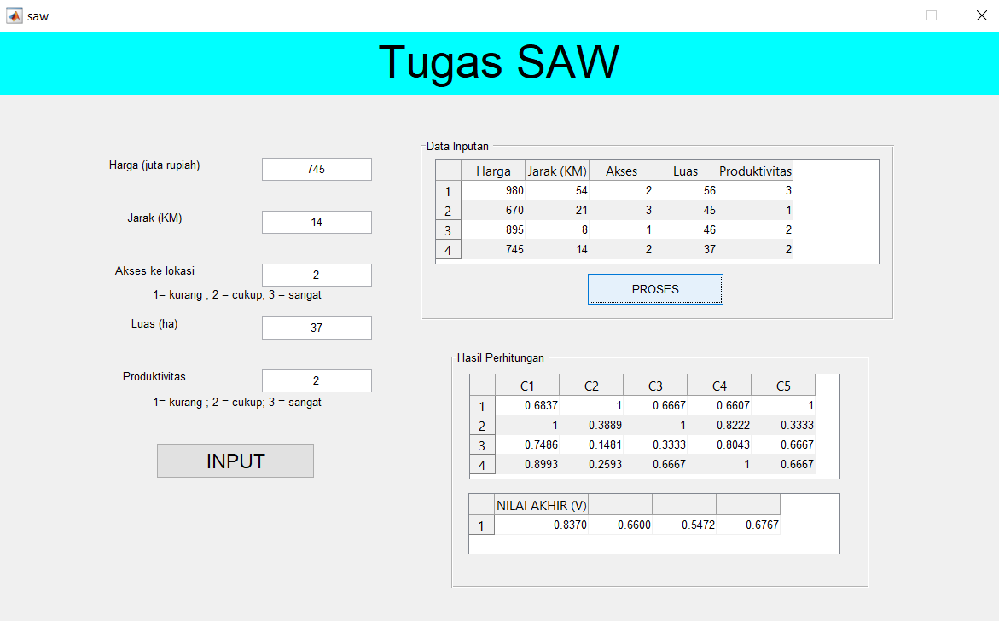 saw
Tugas SAW
Harga (juta rupiah) 745
Jarak (KM) 14
Akses ke lokasi 2
1= kurang ; 2 = cukup; 3 = sangat
Luas (ha) 37
Produktivitas 2
1= kurang ; 2 = cukup; 3 = sangat
INPUT
Data Inputan
Harga Jarak (KM) Akses Luas Produktivitas
1 980 54 2 56 3
2 670 21 3 45 1
3 895 8 1 46 2
4 745 14 2 37 2
PROSES
Hasil Perhitungan
C1 C2 C3 C4 C5
1 0.6837 1 0.6667 0.6607 1
2 1 0.3889 1 0.8222 0.3333
3 0.7486 0.1481 0.3333 0.8043 0.6667
4 0.8993 0.2593 0.6667 1 0.6667
NILAI AKHIR (V)
1 0.8370 0.6600 0.5472 0.6767